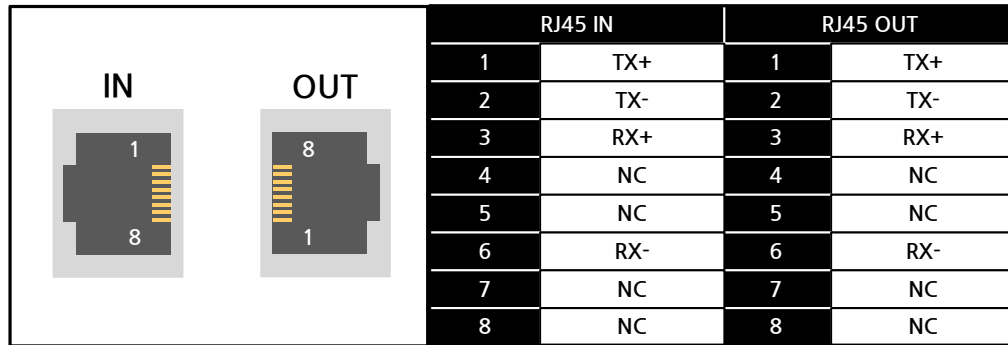 IN OUT
1 8
8 1
RJ45 IN RJ45 OUT
1 TX+ 1 TX+
2 TX- 2 TX-
3 RX+ 3 RX+
4 NC 4 NC
5 NC 5 NC
6 RX- 6 RX-
7 NC 7 NC
8 NC 8 NC